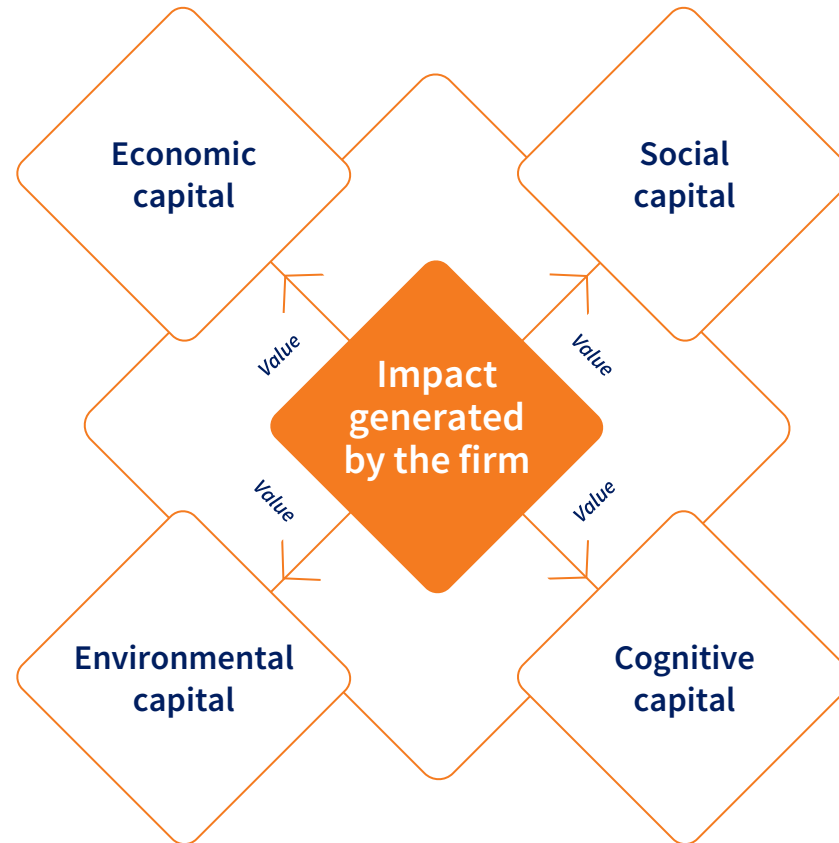 Economic
capital
Social
capital
Value
Value
Impact
generated
by the firm
Value
Value
Environmental
capital
Cognitive
capital